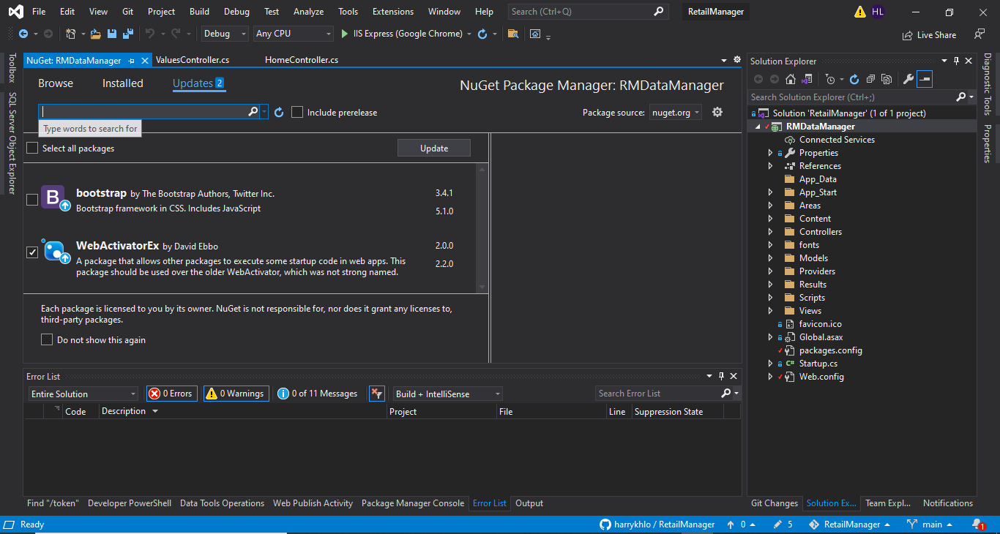 File Edit View Git Project Build Debug Test Analyze Tools Extensions Window Help Search (Ctrl+Q) RetailManager HL
Debug Any CPU IIS Express (Google Chrome) Live Share
Toolbox
SQL Server Object Explorer
NuGet: RMDataManager ValuesController.cs HomeController.cs
Browse Installed Updates 2
NuGet Package Manager: RMDataManager
Include prerelease Package source: nuget.org
Type words to search for
Select all packages Update
B bootstrap by The Bootstrap Authors, Twitter Inc. 3.4.1
Bootstrap framework in CSS. Includes JavaScript 5.1.0
WebActivatorEx by David Ebbo 2.0.0
A package that allows other packages to execute some startup code in web apps. This 2.2.0
package should be used over the older WebActivator, which was not strong named.
Each package is licensed to you by its owner. NuGet is not responsible for, nor does it grant any licenses to,
third-party packages.
Do not show this again
Error List
Entire Solution 0 Errors 0 Warnings 0 of 11 Messages Build + IntelliSense Search Error List
Code Description Project File Line Suppression State
Find "/token" Developer PowerShell Data Tools Operations Web Publish Activity Package Manager Console Error List Output
Solution Explorer
Search Solution Explorer (Ctrl+;)
Solution 'RetailManager' (1 of 1 project)
RMDataManager
Connected Services
Properties
References
App_Data
App_Start
Areas
Content
Controllers
fonts
Models
Providers
Results
Scripts
Views
favicon.ico
Global.asax
packages.config
C# Startup.cs
Web.config
Git Changes Solution Ex... Team Expl... Notifications
Diagnostic Tools
Properties
Ready harrykhlo / RetailManager 0 5 RetailManager main 1